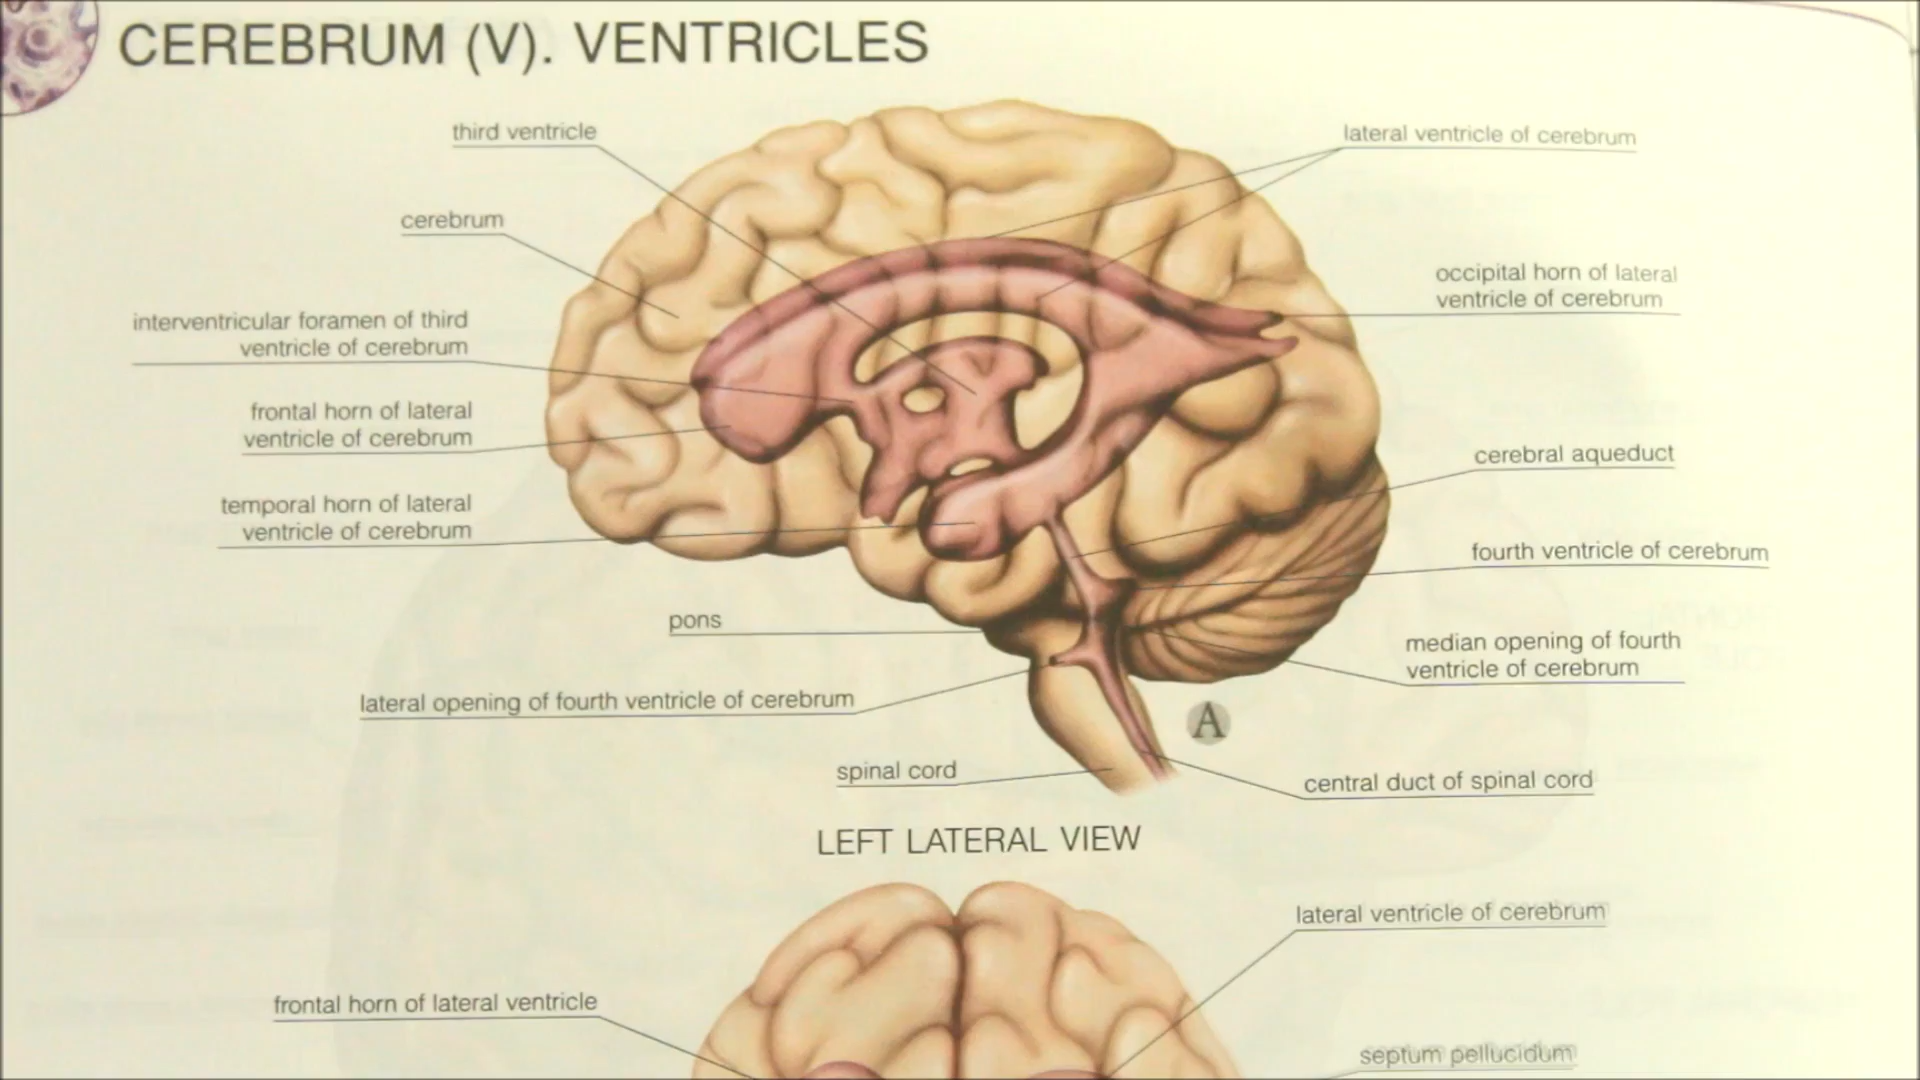 CEREBRUM (V). VENTRICLES
third ventricle
lateral ventricle of cerebrum
cerebrum
occipital horn of lateral
ventricle of cerebrum
interventricular foramen of third
ventricle of cerebrum
frontal horn of lateral
ventricle of cerebrum
cerebral aqueduct
temporal horn of lateral
ventricle of cerebrum
fourth ventricle of cerebrum
pons
median opening of fourth
ventricle of cerebrum
lateral opening of fourth ventricle of cerebrum
A
spinal cord
central duct of spinal cord
LEFT LATERAL VIEW
lateral ventricle of cerebrum
frontal horn of lateral ventricle
septum pellucidum